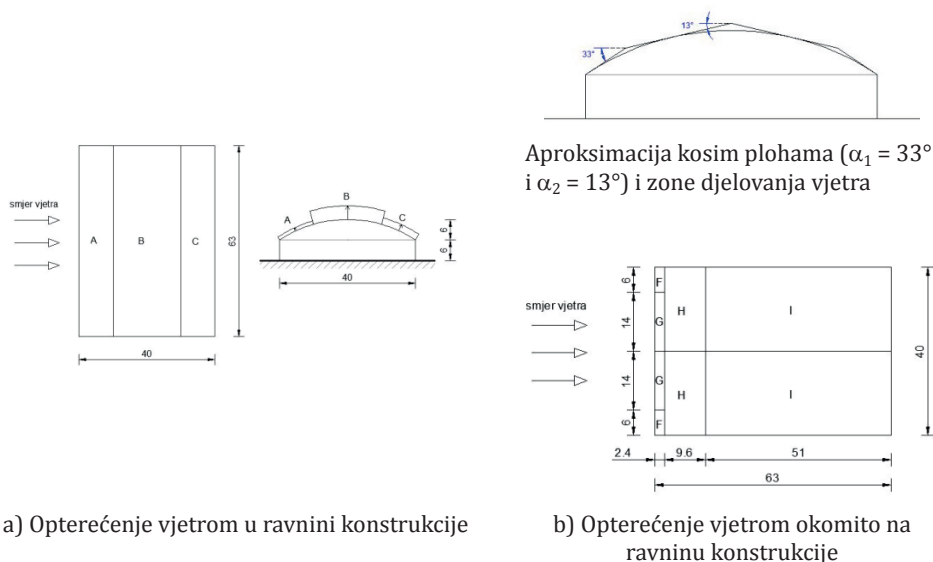 smjer vjetra
A
B
C
63
40
A
B
C
6
6
40
a) Opterećenje vjetrom u ravnini konstrukcije
13°
33°
Aproksimacija kosim plohama (α₁ = 33°
i α₂ = 13°) i zone djelovanja vjetra
smjer vjetra
6
14
14
6
F
G
G
F
H
H
I
I
40
2.4
9.6
51
63
b) Opterećenje vjetrom okomito na
ravninu konstrukcije